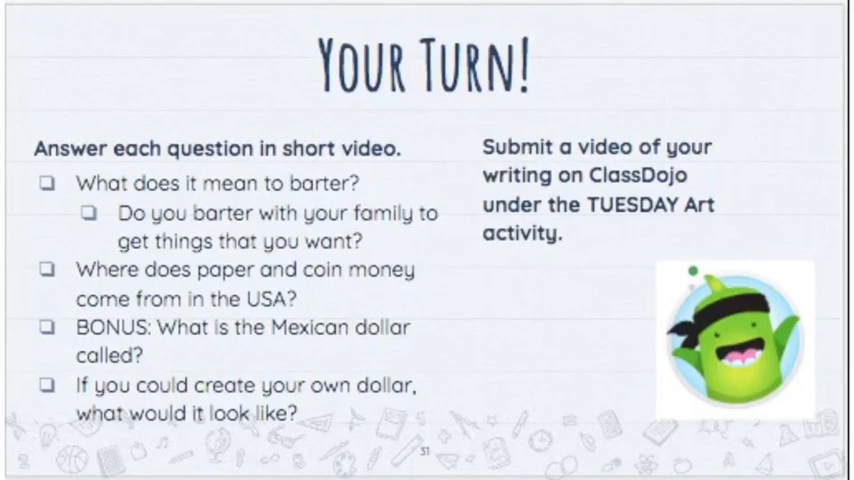 YOUR TURN!
Answer each question in short video.
What does it mean to barter?
Do you barter with your family to
get things that you want?
Where does paper and coin money
come from in the USA?
BONUS: What is the Mexican dollar
called?
If you could create your own dollar,
what would it look like?
Submit a video of your
writing on ClassDojo
under the TUESDAY Art
activity.
31